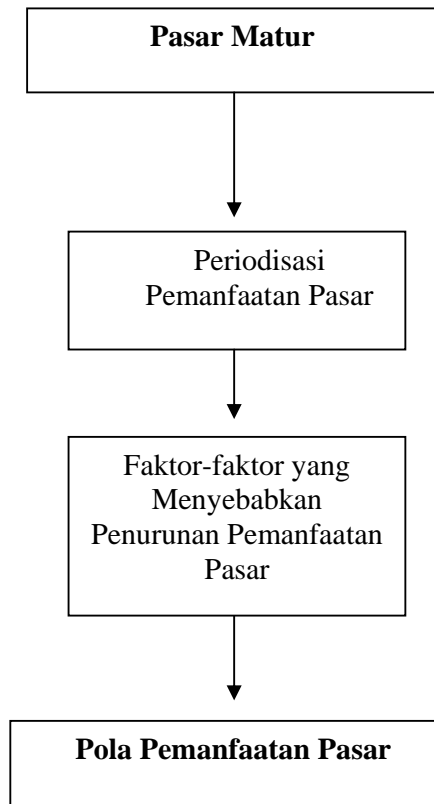 Pasar Matur
Periodisasi
Pemanfaatan Pasar
Faktor-faktor yang
Menyebabkan
Penurunan Pemanfaatan
Pasar
Pola Pemanfaatan Pasar